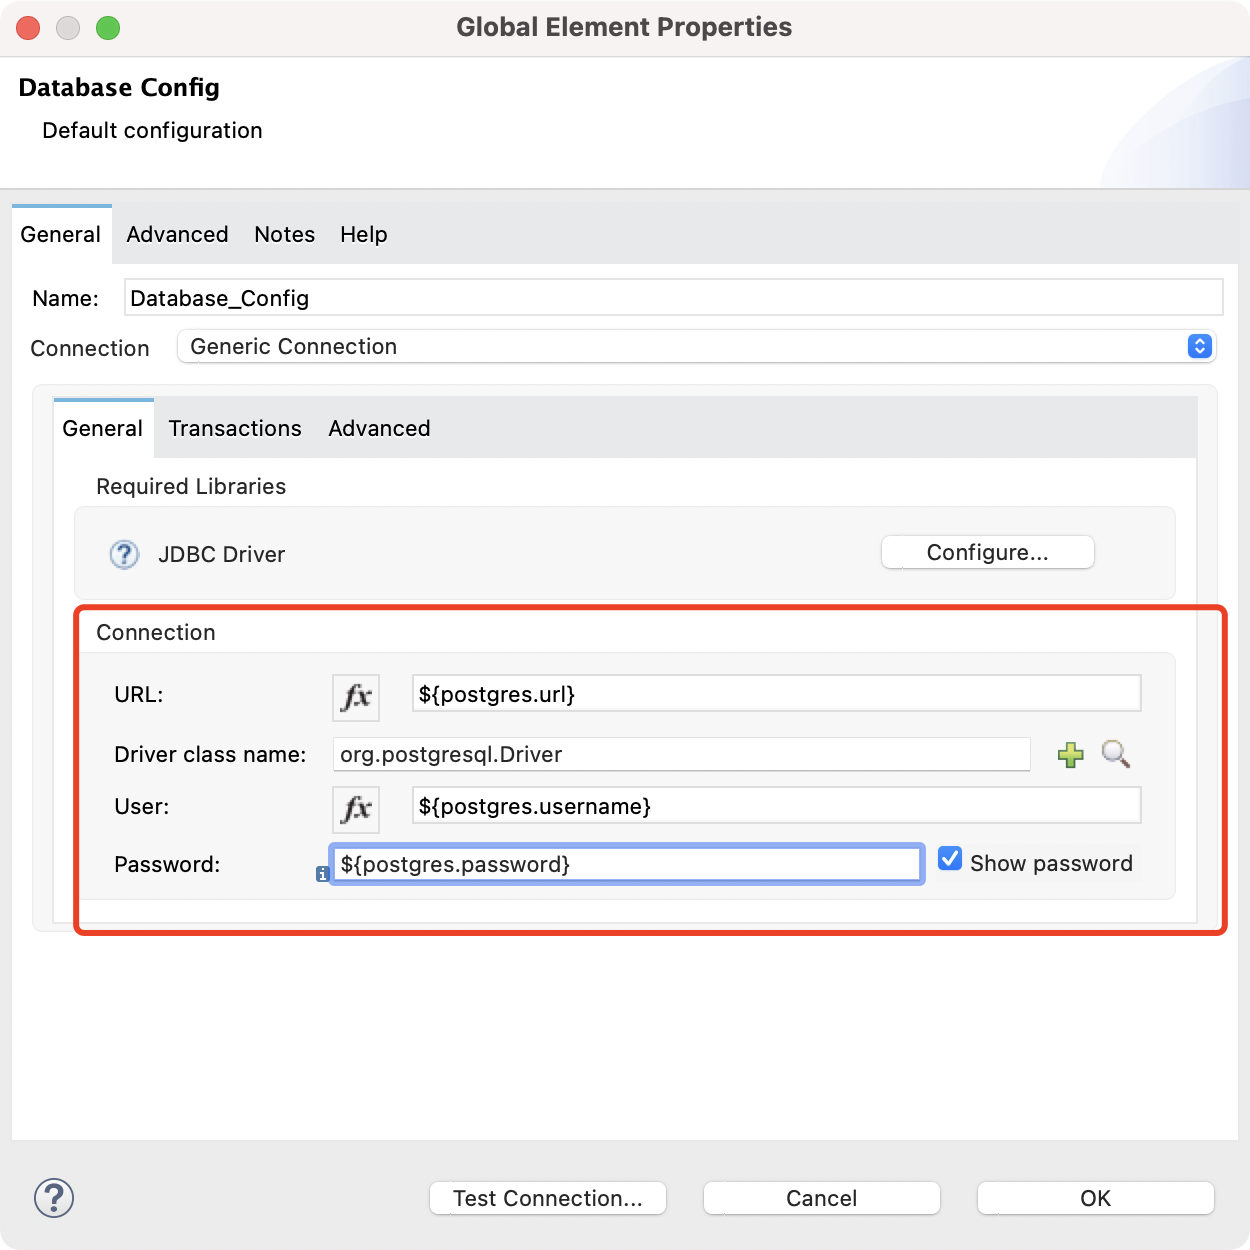 Global Element Properties
Database Config
Default configuration
General Advanced Notes Help
Name: Database_Config
Connection Generic Connection
General Transactions Advanced
Required Libraries
? JDBC Driver Configure...
Connection
URL: fx ${postgres.url}
Driver class name: org.postgresql.Driver
User: fx ${postgres.username}
Password: i ${postgres.password} Show password
? Test Connection... Cancel OK